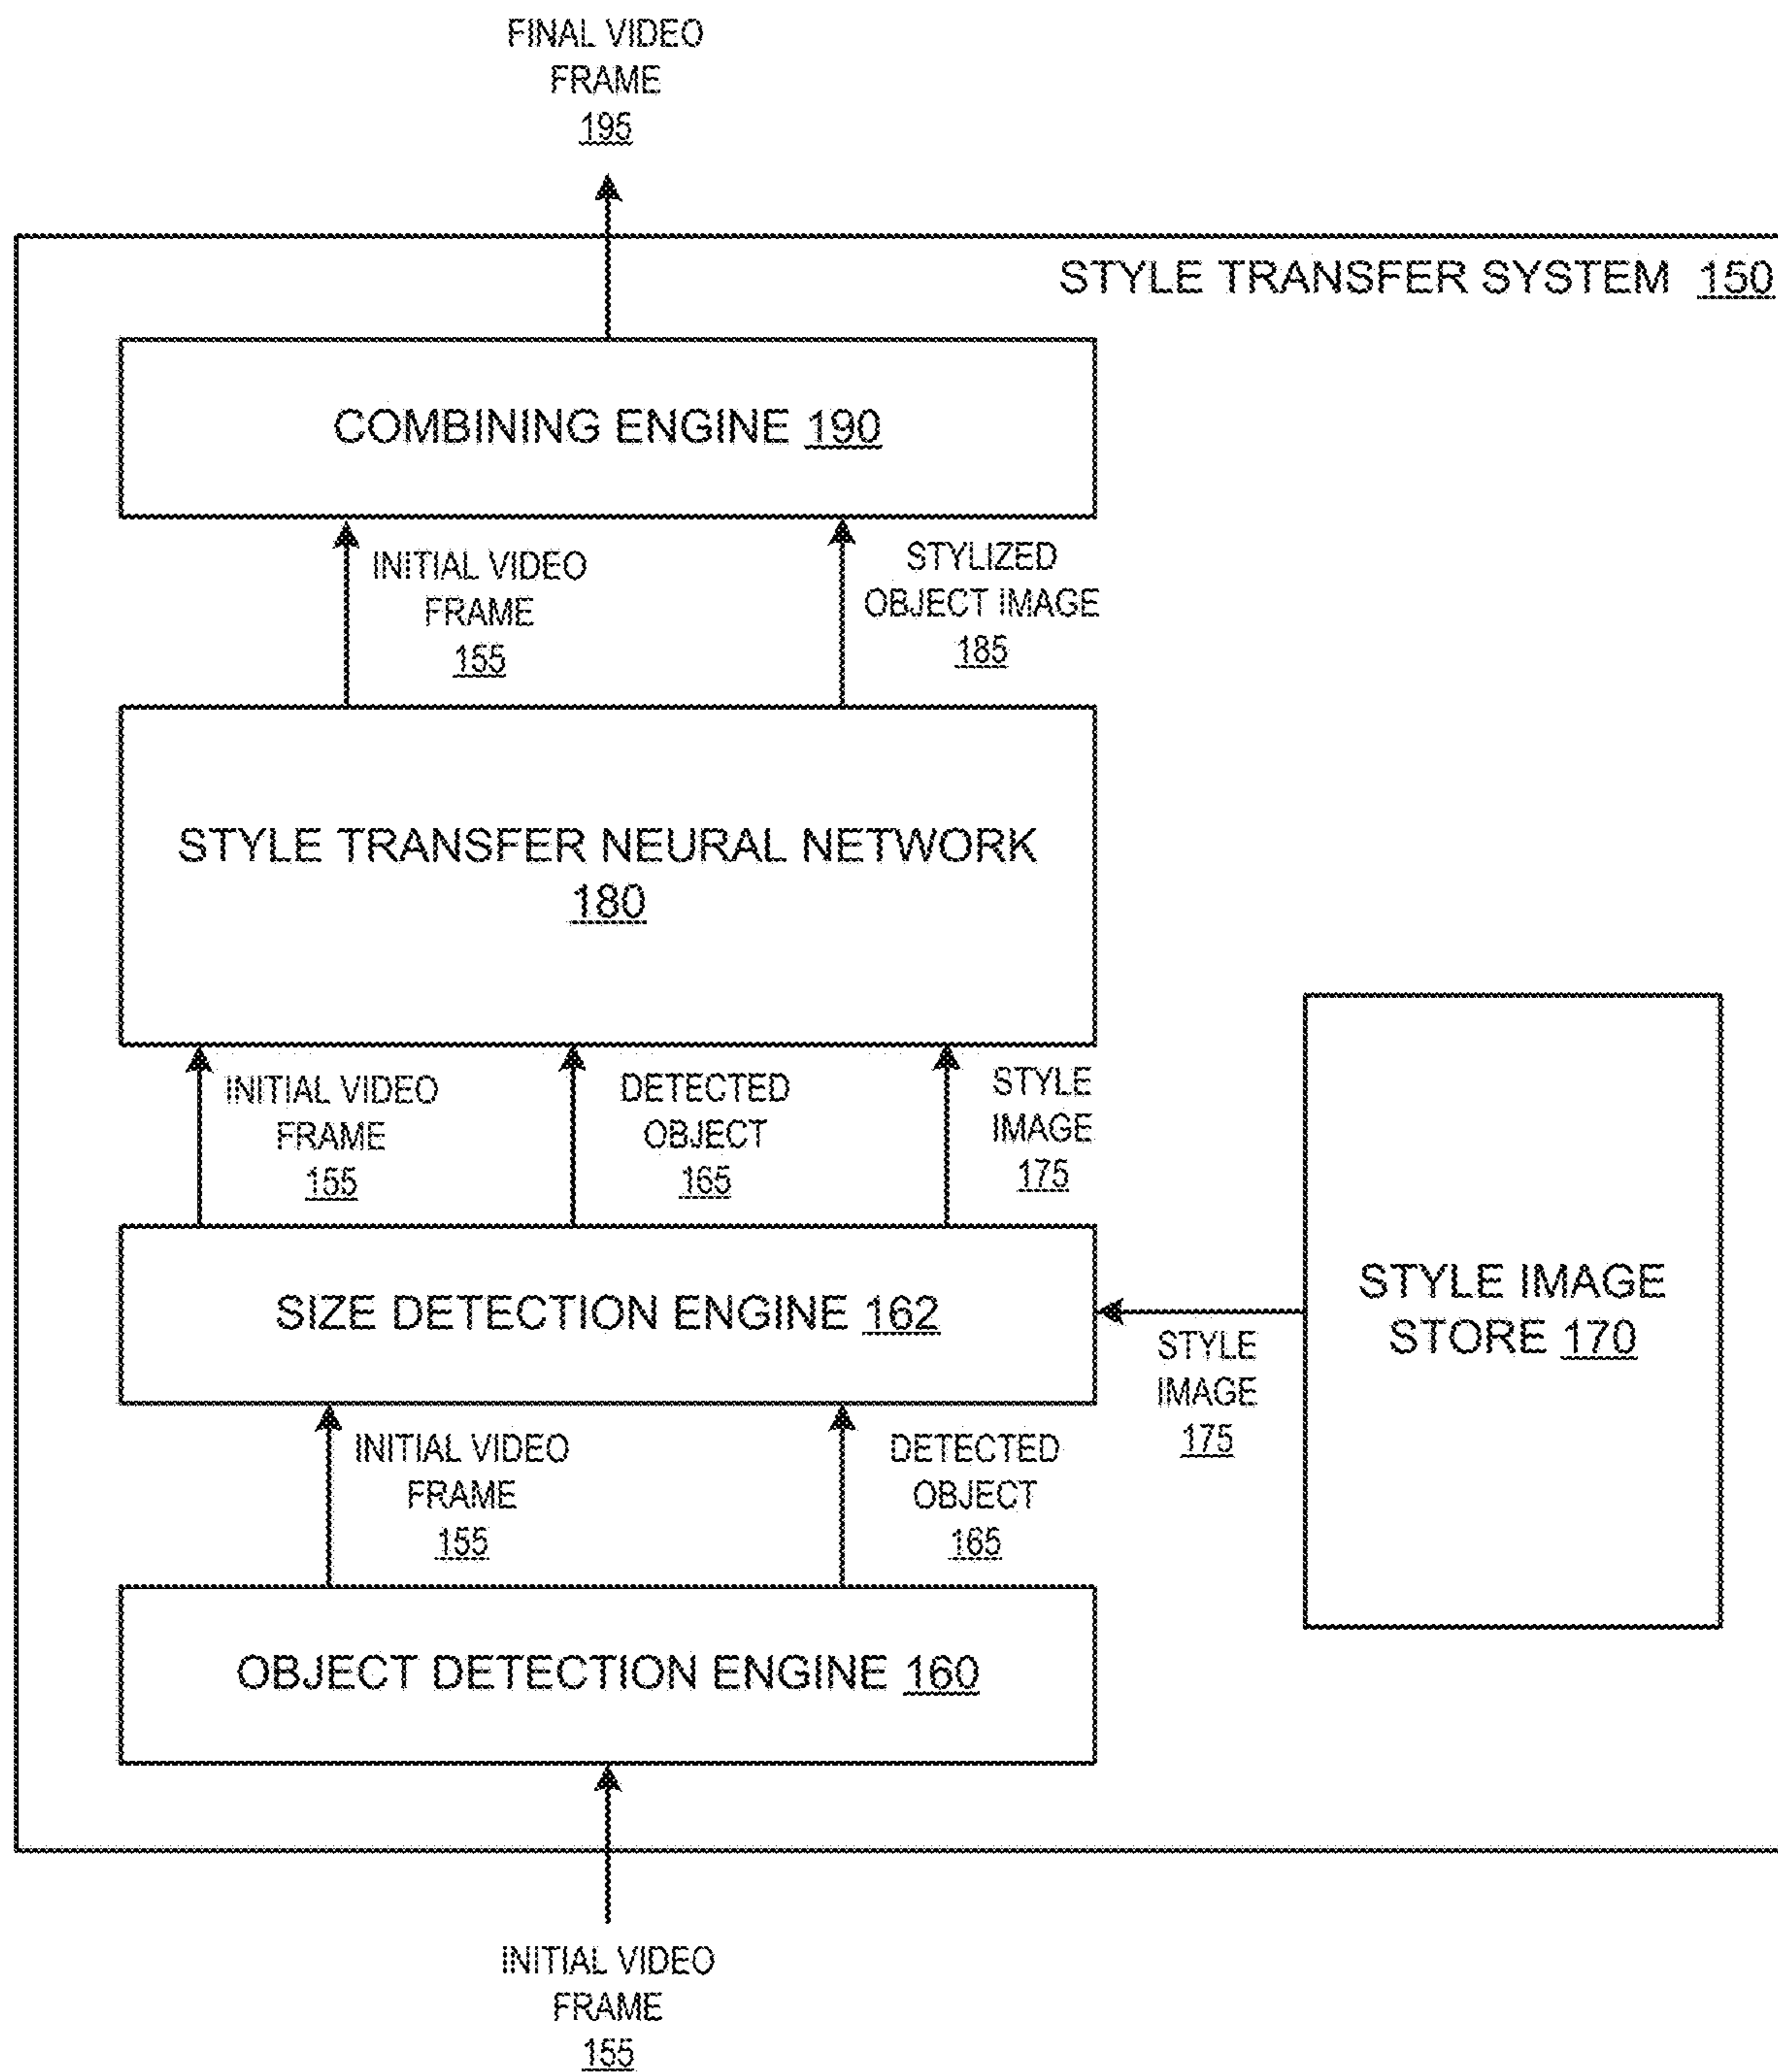 FINAL VIDEO
FRAME
195
STYLE TRANSFER SYSTEM 150
COMBINING ENGINE 190
INITIAL VIDEO
FRAME
155
STYLIZED
OBJECT IMAGE
185
STYLE TRANSFER NEURAL NETWORK
180
INITIAL VIDEO
FRAME
155
DETECTED
OBJECT
165
STYLE
IMAGE
175
SIZE DETECTION ENGINE 162
STYLE IMAGE
STORE 170
STYLE
IMAGE
175
INITIAL VIDEO
FRAME
155
DETECTED
OBJECT
165
OBJECT DETECTION ENGINE 160
INITIAL VIDEO
FRAME
155